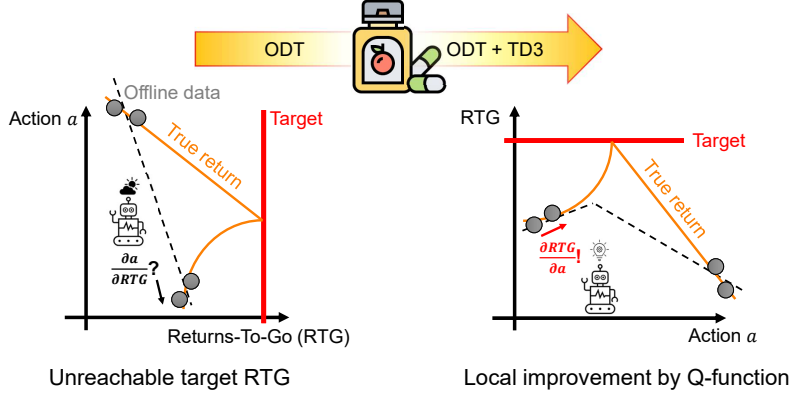 ODT
ODT + TD3
Offline data
Action a
Target
True return
∂a
∂RTG
?
Returns-To-Go (RTG)
Unreachable target RTG
RTG
Target
True return
∂RTG
∂a
!
Action a
Local improvement by Q-function